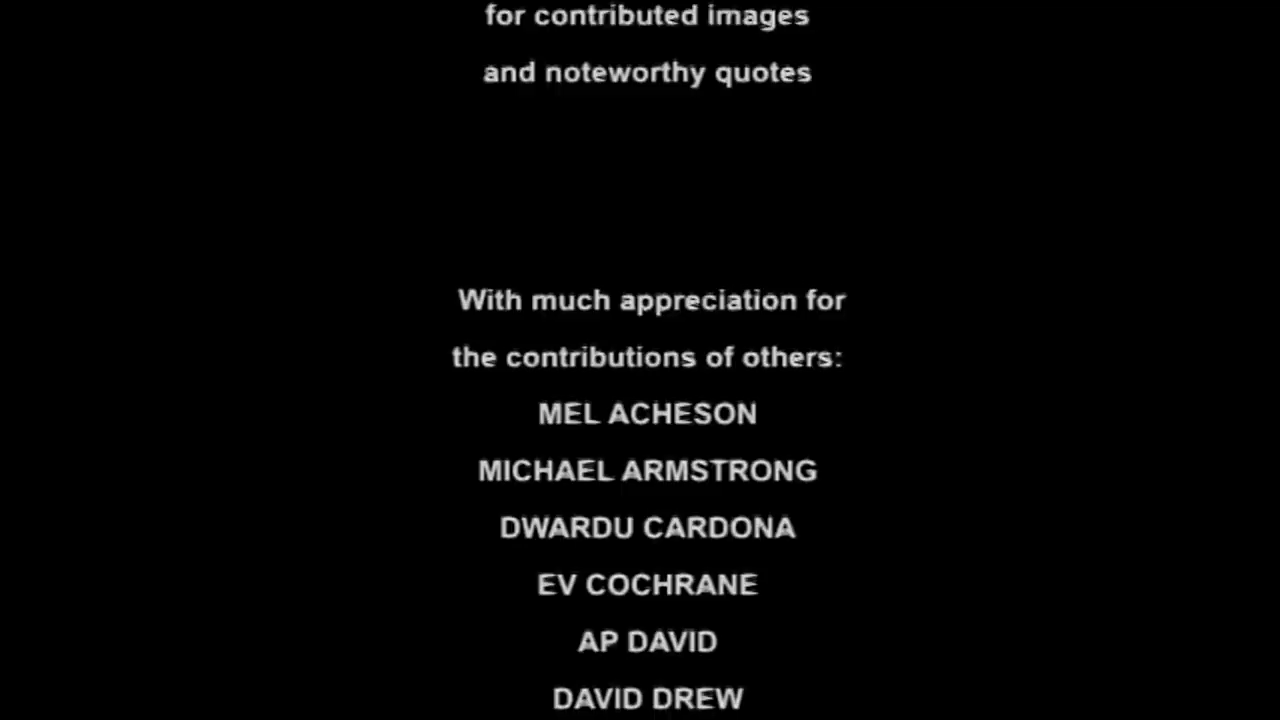 for contributed images
and noteworthy quotes
With much appreciation for
the contributions of others:
MEL ACHESON
MICHAEL ARMSTRONG
DWARDU CARDONA
EV COCHRANE
AP DAVID
DAVID DREW